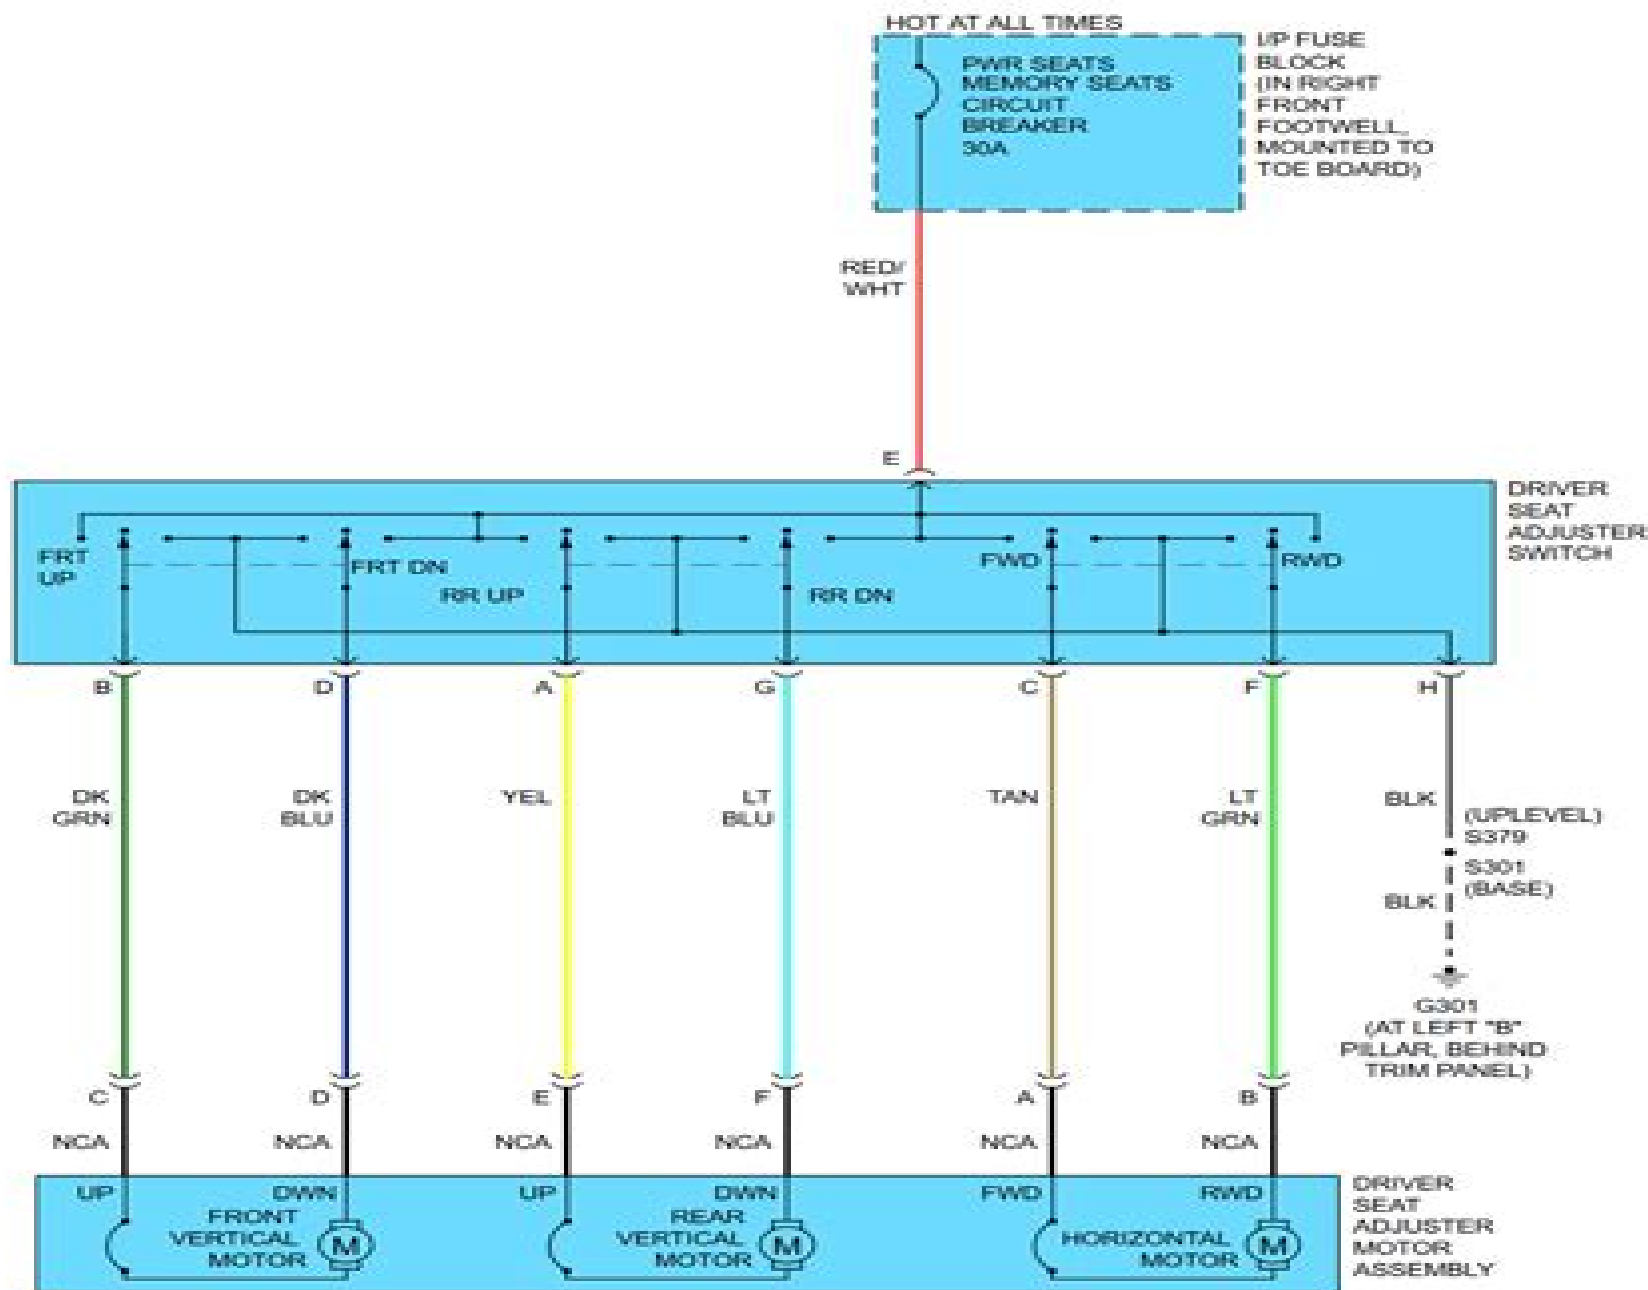 HOT AT ALL TIMES
PWR SEATS
MEMORY SEATS
CIRCUIT
BREAKER
30A
I/P FUSE
BLOCK
(IN RIGHT
FRONT
FOOTWELL,
MOUNTED TO
TOE BOARD)
RED/
WHT
E
DRIVER
SEAT
ADJUSTER
SWITCH
FRT
UP
FRT DN
RR UP
RR DN
FWD
RWD
B
D
A
G
C
F
H
DK
GRN
DK
BLU
YEL
LT
BLU
TAN
LT
GRN
BLK
(UPLEVEL)
S379
S301
(BASE)
BLK
G301
(AT LEFT "B"
PILLAR, BEHIND
TRIM PANEL)
C
D
E
F
A
B
NCA
NCA
NCA
NCA
NCA
NCA
UP
DWN
FRONT
VERTICAL
MOTOR
M
UP
DWN
REAR
VERTICAL
MOTOR
M
FWD
RWD
HORIZONTAL
MOTOR
M
DRIVER
SEAT
ADJUSTER
MOTOR
ASSEMBLY